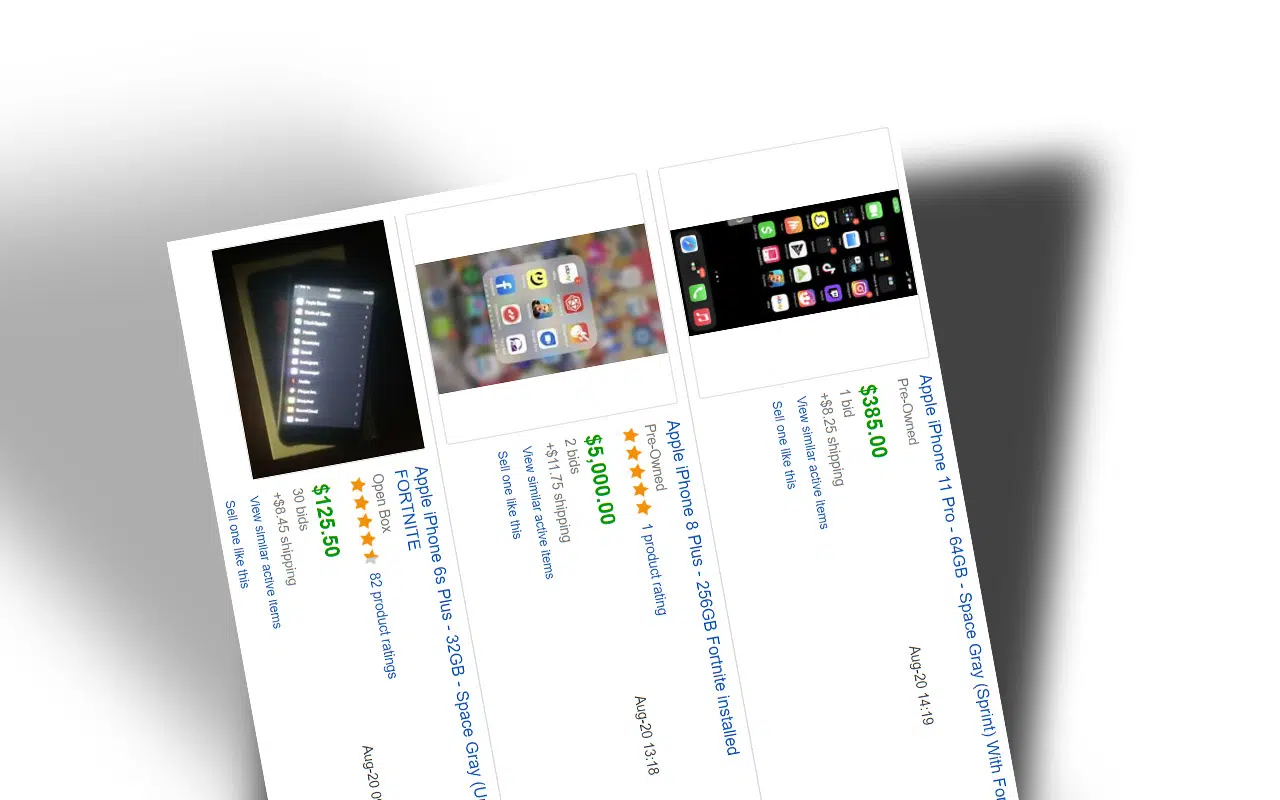 Apple iPhone 11 Pro - 64GB - Space Gray (Sprint) With For
Pre-Owned
$385.00
1 bid
+$8.25 shipping
View similar active items
Sell one like this
Aug-20 14:19
Apple iPhone 8 Plus - 256GB Fortnite installed
Pre-Owned
1 product rating
$5,000.00
2 bids
+$11.75 shipping
View similar active items
Sell one like this
Aug-20 13:18
Apple iPhone 6s Plus - 32GB - Space Gray (U
FORTNITE
Open Box
82 product ratings
$125.50
30 bids
+$8.45 shipping
View similar active items
Sell one like this
Aug-20 0